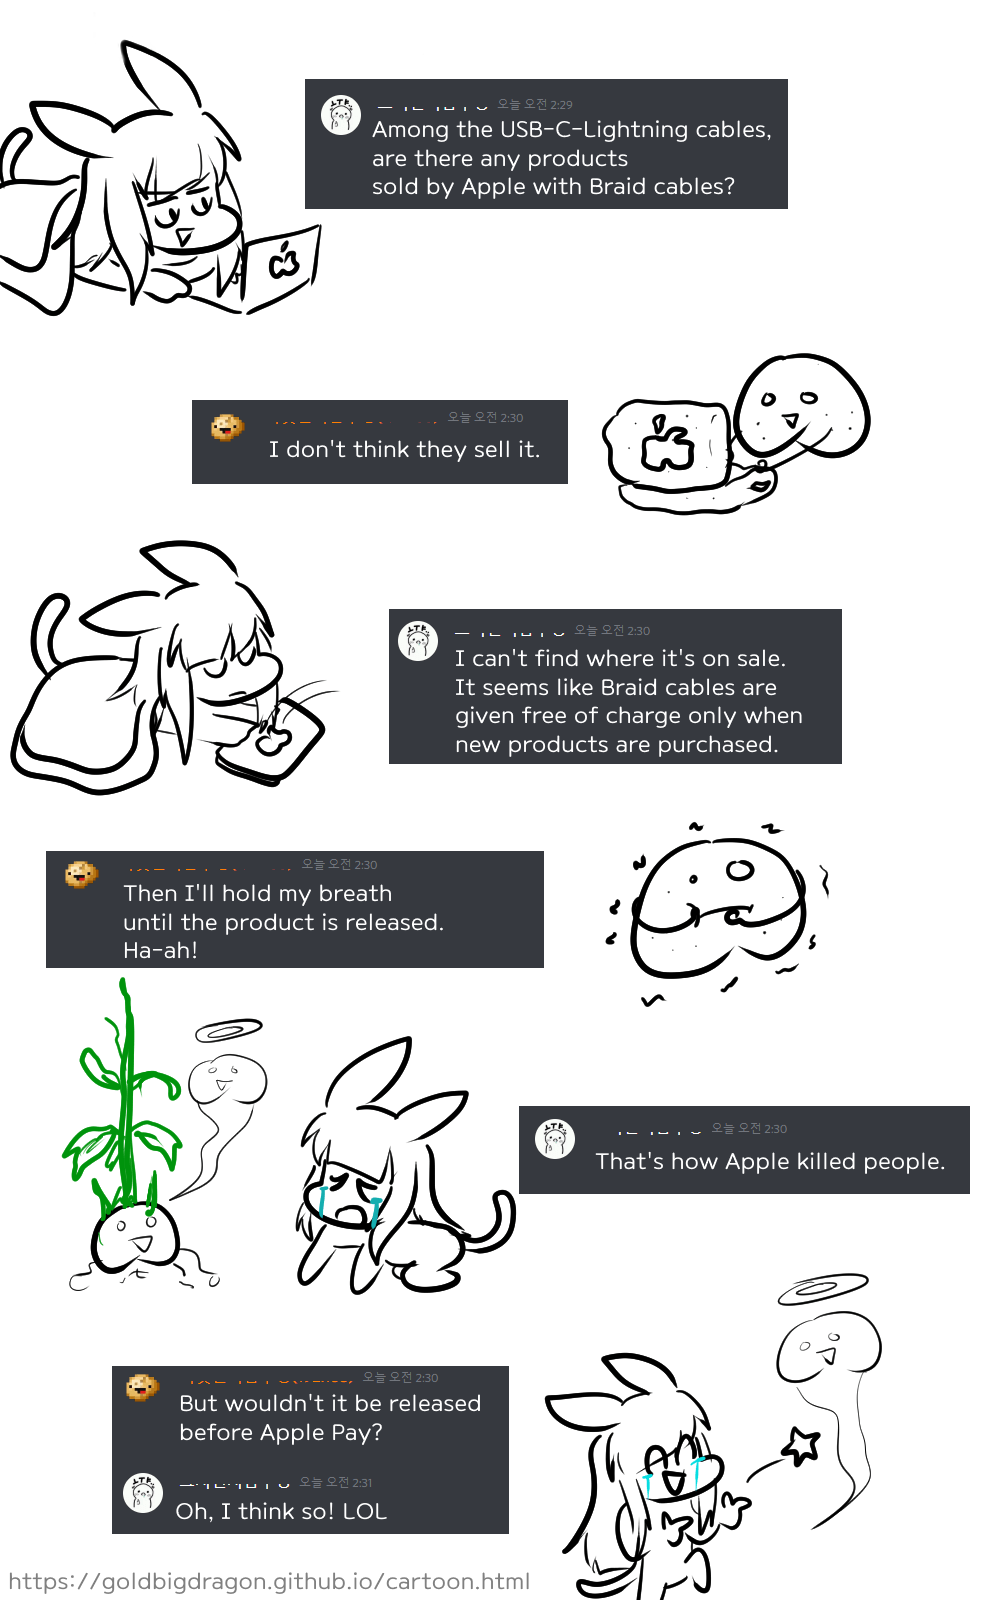 오늘 오전 2:29
Among the USB-C-Lightning cables,
are there any products
sold by Apple with Braid cables?
오늘 오전 2:30
I don't think they sell it.
오늘 오전 2:30
I can't find where it's on sale.
It seems like Braid cables are
given free of charge only when
new products are purchased.
오늘 오전 2:30
Then I'll hold my breath
until the product is released.
Ha-ah!
오늘 오전 2:30
That's how Apple killed people.
오늘 오전 2:30
But wouldn't it be released
before Apple Pay?
오늘 오전 2:31
Oh, I think so! LOL
https://goldbigdragon.github.io/cartoon.html